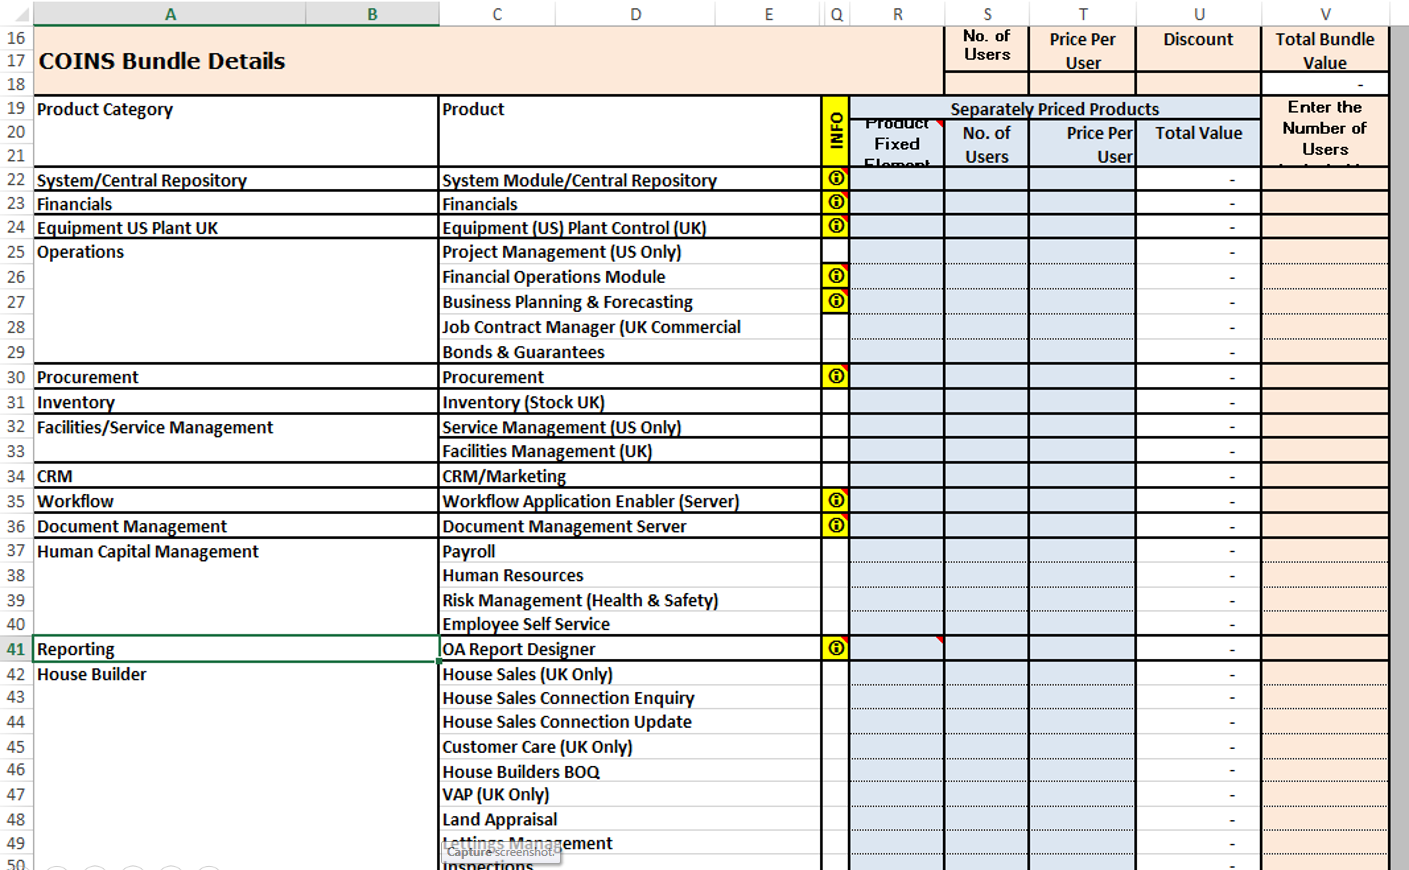 A B C D E Q R S T U V
16 No. of Users Price Per User Discount Total Bundle Value
17 COINS Bundle Details
18 -
19 Product Category Product INFO Separately Priced Products Enter the Number of Users
20 Product Fixed Element No. of Users Price Per User Total Value
21
22 System/Central Repository System Module/Central Repository -
23 Financials Financials -
24 Equipment US Plant UK Equipment (US) Plant Control (UK) -
25 Operations Project Management (US Only) -
26 Financial Operations Module -
27 Business Planning & Forecasting -
28 Job Contract Manager (UK Commercial -
29 Bonds & Guarantees -
30 Procurement Procurement -
31 Inventory Inventory (Stock UK) -
32 Facilities/Service Management Service Management (US Only) -
33 Facilities Management (UK) -
34 CRM CRM/Marketing -
35 Workflow Workflow Application Enabler (Server) -
36 Document Management Document Management Server -
37 Human Capital Management Payroll -
38 Human Resources -
39 Risk Management (Health & Safety) -
40 Employee Self Service -
41 Reporting OA Report Designer -
42 House Builder House Sales (UK Only) -
43 House Sales Connection Enquiry -
44 House Sales Connection Update -
45 Customer Care (UK Only) -
46 House Builders BOQ -
47 VAP (UK Only) -
48 Land Appraisal -
49 Lettings Management -
Capture screenshot.
50 Inspections -